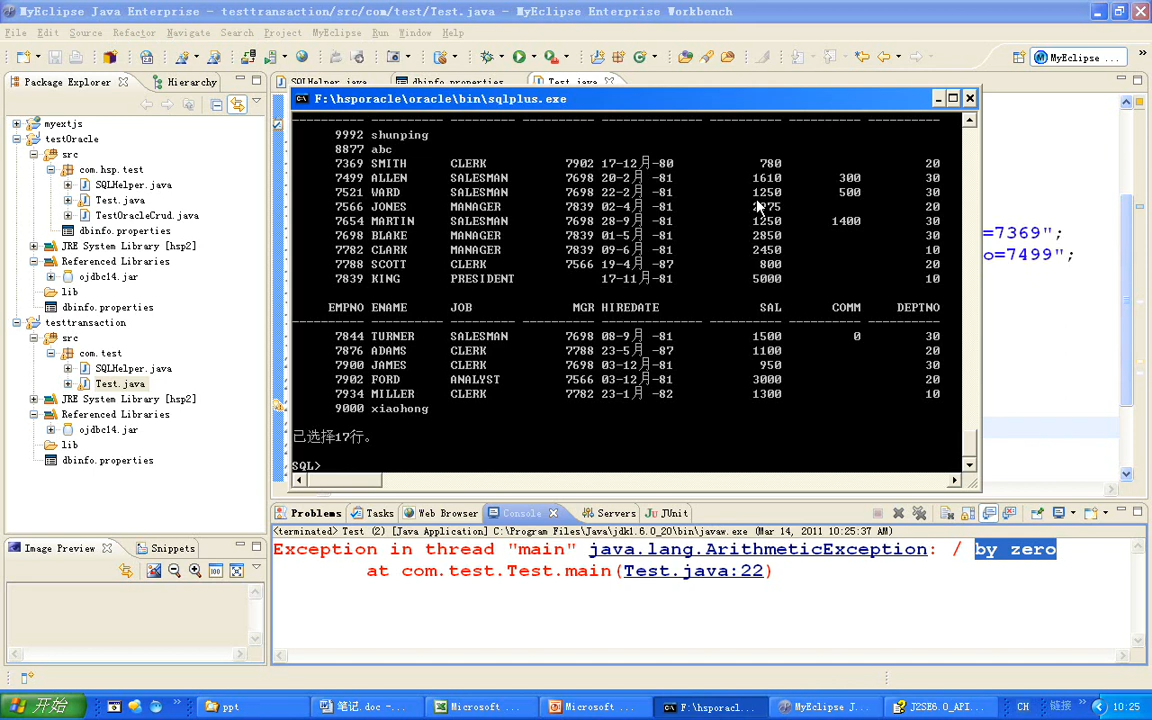 MyEclipse Java Enterprise - testtransaction/src/com/test/Test.java - MyEclipse Enterprise Workbench
File Edit Source Refactor Navigate Search Project MyEclipse Run Window Help
MyEclipse ...
Package Explorer Hierarchy
SQLHelper.java dbinfo.properties Test.java
myextjs
testOracle
src
com.hsp.test
SQLHelper.java
Test.java
TestOracleCrud.java
dbinfo.properties
JRE System Library [hsp2]
Referenced Libraries
ojdbc14.jar
lib
dbinfo.properties
testtransaction
src
com.test
SQLHelper.java
Test.java
JRE System Library [hsp2]
Referenced Libraries
ojdbc14.jar
lib
dbinfo.properties
F:\hsporacle\oracle\bin\sqlplus.exe
9992 shunping
8877 abc
7369 SMITH CLERK 7902 17-12月-80 780 20
7499 ALLEN SALESMAN 7698 20-2月 -81 1610 300 30
7521 WARD SALESMAN 7698 22-2月 -81 1250 500 30
7566 JONES MANAGER 7839 02-4月 -81 20
7654 MARTIN SALESMAN 7698 28-9月 -81 1250 1400 30
7698 BLAKE MANAGER 7839 01-5月 -81 2850 30
7782 CLARK MANAGER 7839 09-6月 -81 2450 10
7788 SCOTT CLERK 7566 19-4月 -87 800 20
7839 KING PRESIDENT 17-11月-81 5000 10
EMPNO ENAME JOB MGR HIREDATE SAL COMM DEPTNO
7844 TURNER SALESMAN 7698 08-9月 -81 1500 0 30
7876 ADAMS CLERK 7788 23-5月 -87 1100 20
7900 JAMES CLERK 7698 03-12月-81 950 30
7902 FORD ANALYST 7566 03-12月-81 3000 20
7934 MILLER CLERK 7782 23-1月 -82 1300 10
9000 xiaohong
已选择17行。
SQL>
=7369";
o=7499";
Problems Tasks Web Browser Console Servers JUnit
<terminated> Test (2) [Java Application] C:\Program Files\Java\jdk1.6.0_20\bin\javaw.exe (Mar 14, 2011 10:25:37 AM)
Exception in thread "main" java.lang.ArithmeticException: / by zero
at com.test.Test.main(Test.java:22)
Image Preview Snippets
开始 ppt 笔记.doc -... Microsoft ... Microsoft ... F:\hsporacl... MyEclipse J... J2SE6.0_API... CH 链接 10:25